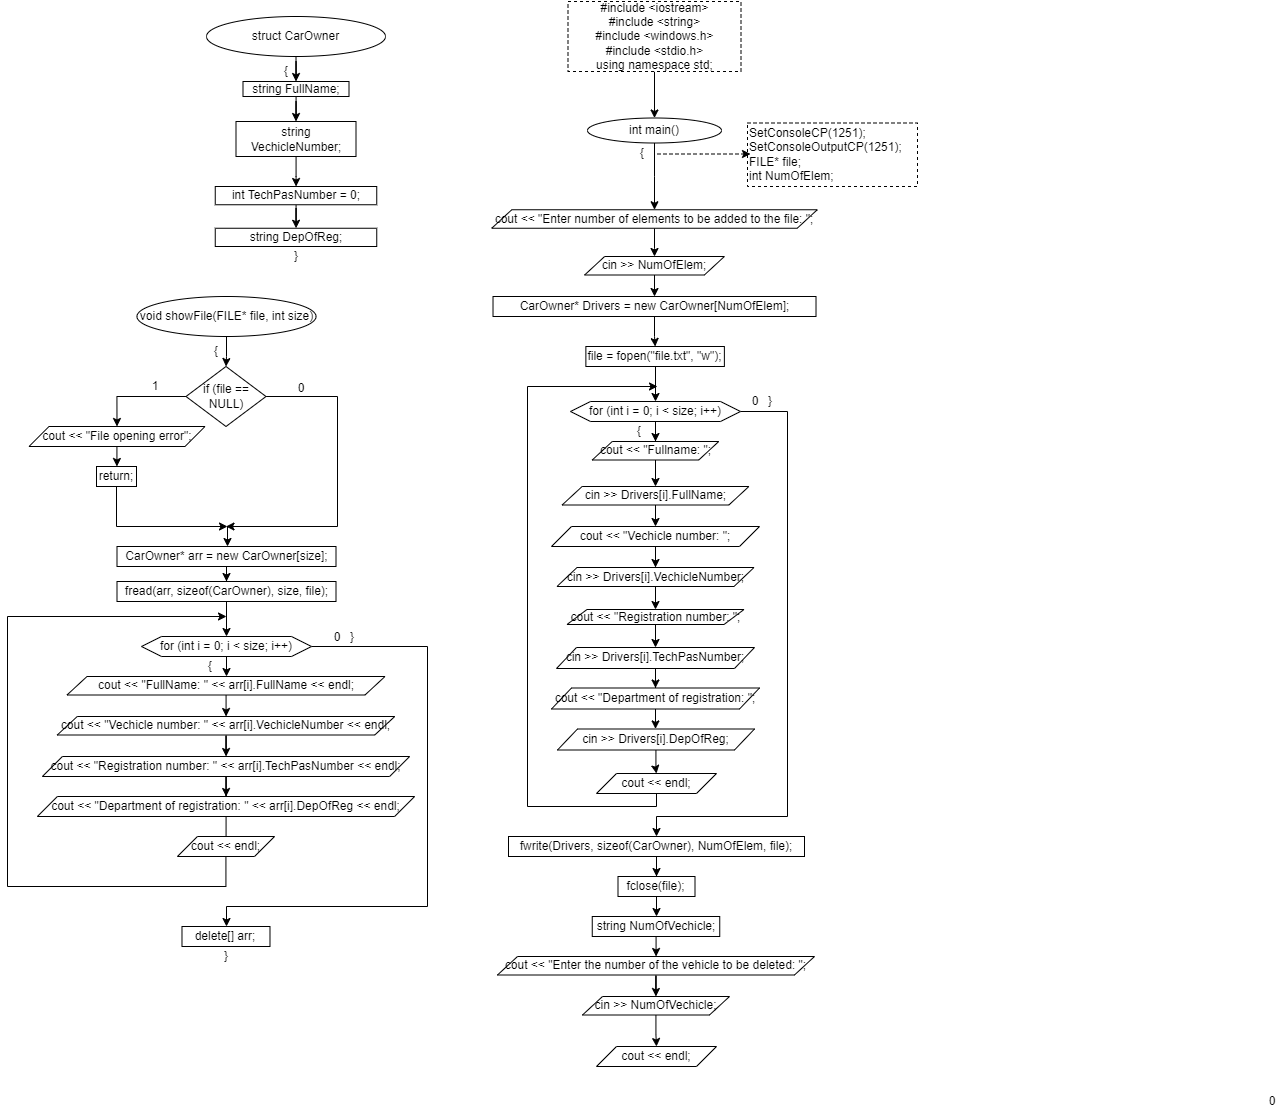 struct CarOwner
{
string FullName;
string
VechicleNumber;
int TechPasNumber = 0;
string DepOfReg;
}
void showFile(FILE* file, int size)
{
if (file ==
NULL)
1
0
cout << "File opening error";
return;
CarOwner* arr = new CarOwner[size];
fread(arr, sizeof(CarOwner), size, file);
for (int i = 0; i < size; i++)
0 }
{
cout << "FullName: " << arr[i].FullName << endl;
cout << "Vechicle number: " << arr[i].VechicleNumber << endl;
cout << "Registration number: " << arr[i].TechPasNumber << endl;
cout << "Department of registration: " << arr[i].DepOfReg << endl;
cout << endl;
delete[] arr;
}
#include <iostream>
#include <string>
#include <windows.h>
#include <stdio.h>
using namespace std;
int main()
{
SetConsoleCP(1251);
SetConsoleOutputCP(1251);
FILE* file;
int NumOfElem;
cout << "Enter number of elements to be added to the file: ";
cin >> NumOfElem;
CarOwner* Drivers = new CarOwner[NumOfElem];
file = fopen("file.txt", "w");
for (int i = 0; i < size; i++)
0 }
{
cout << "Fullname: ";
cin >> Drivers[i].FullName;
cout << "Vechicle number: ";
cin >> Drivers[i].VechicleNumber;
cout << "Registration number: ";
cin >> Drivers[i].TechPasNumber;
cout << "Department of registration: ";
cin >> Drivers[i].DepOfReg;
cout << endl;
fwrite(Drivers, sizeof(CarOwner), NumOfElem, file);
fclose(file);
string NumOfVechicle;
cout << "Enter the number of the vehicle to be deleted: ";
cin >> NumOfVechicle;
cout << endl;
0